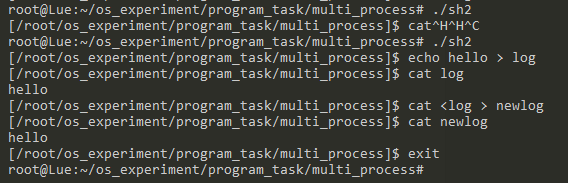 root@Lue:~/os_experiment/program_task/multi_process# ./sh2
[/root/os_experiment/program_task/multi_process]$ cat^H^H^C
root@Lue:~/os_experiment/program_task/multi_process# ./sh2
[/root/os_experiment/program_task/multi_process]$ echo hello > log
[/root/os_experiment/program_task/multi_process]$ cat log
hello
[/root/os_experiment/program_task/multi_process]$ cat <log > newlog
[/root/os_experiment/program_task/multi_process]$ cat newlog
hello
[/root/os_experiment/program_task/multi_process]$ exit
root@Lue:~/os_experiment/program_task/multi_process#